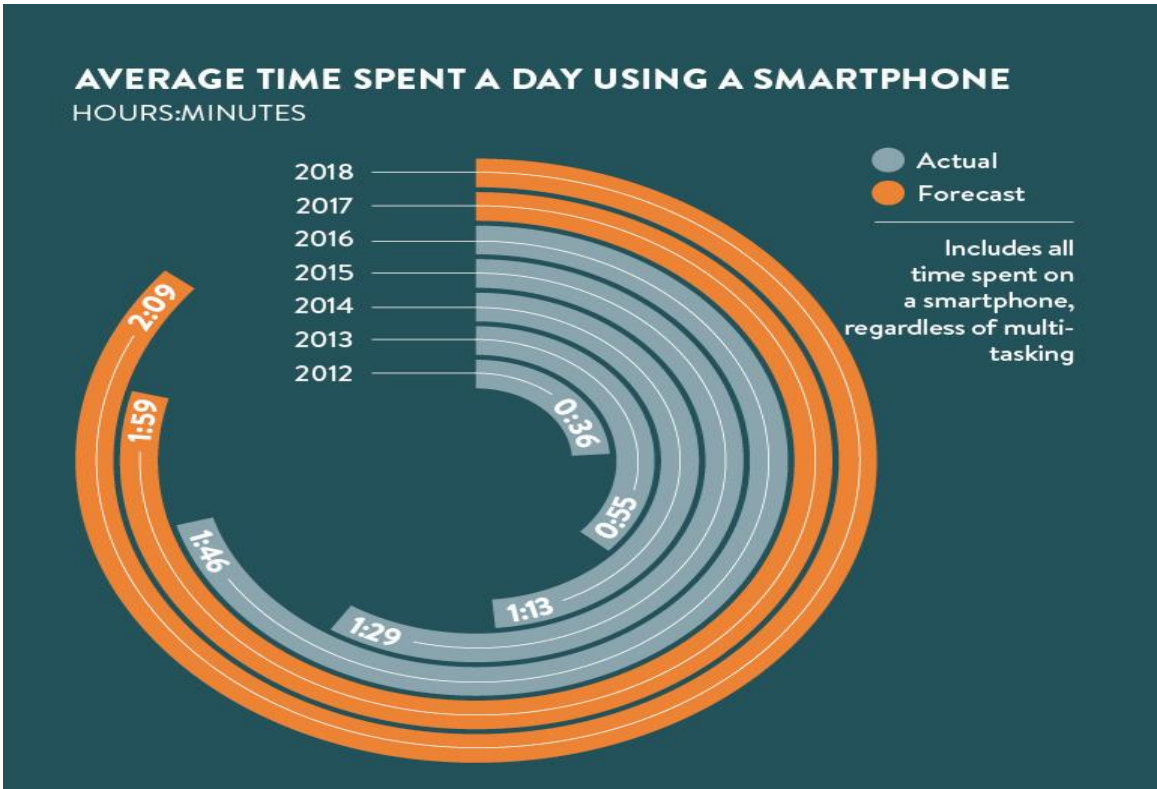 AVERAGE TIME SPENT A DAY USING A SMARTPHONE
HOURS:MINUTES
Actual
Forecast
Includes all
time spent on
a smartphone,
regardless of multi-
tasking
2018
2017
2016
2015
2014
2013
2012
2:09
1:59
1:46
1:29
1:13
0:55
0:36